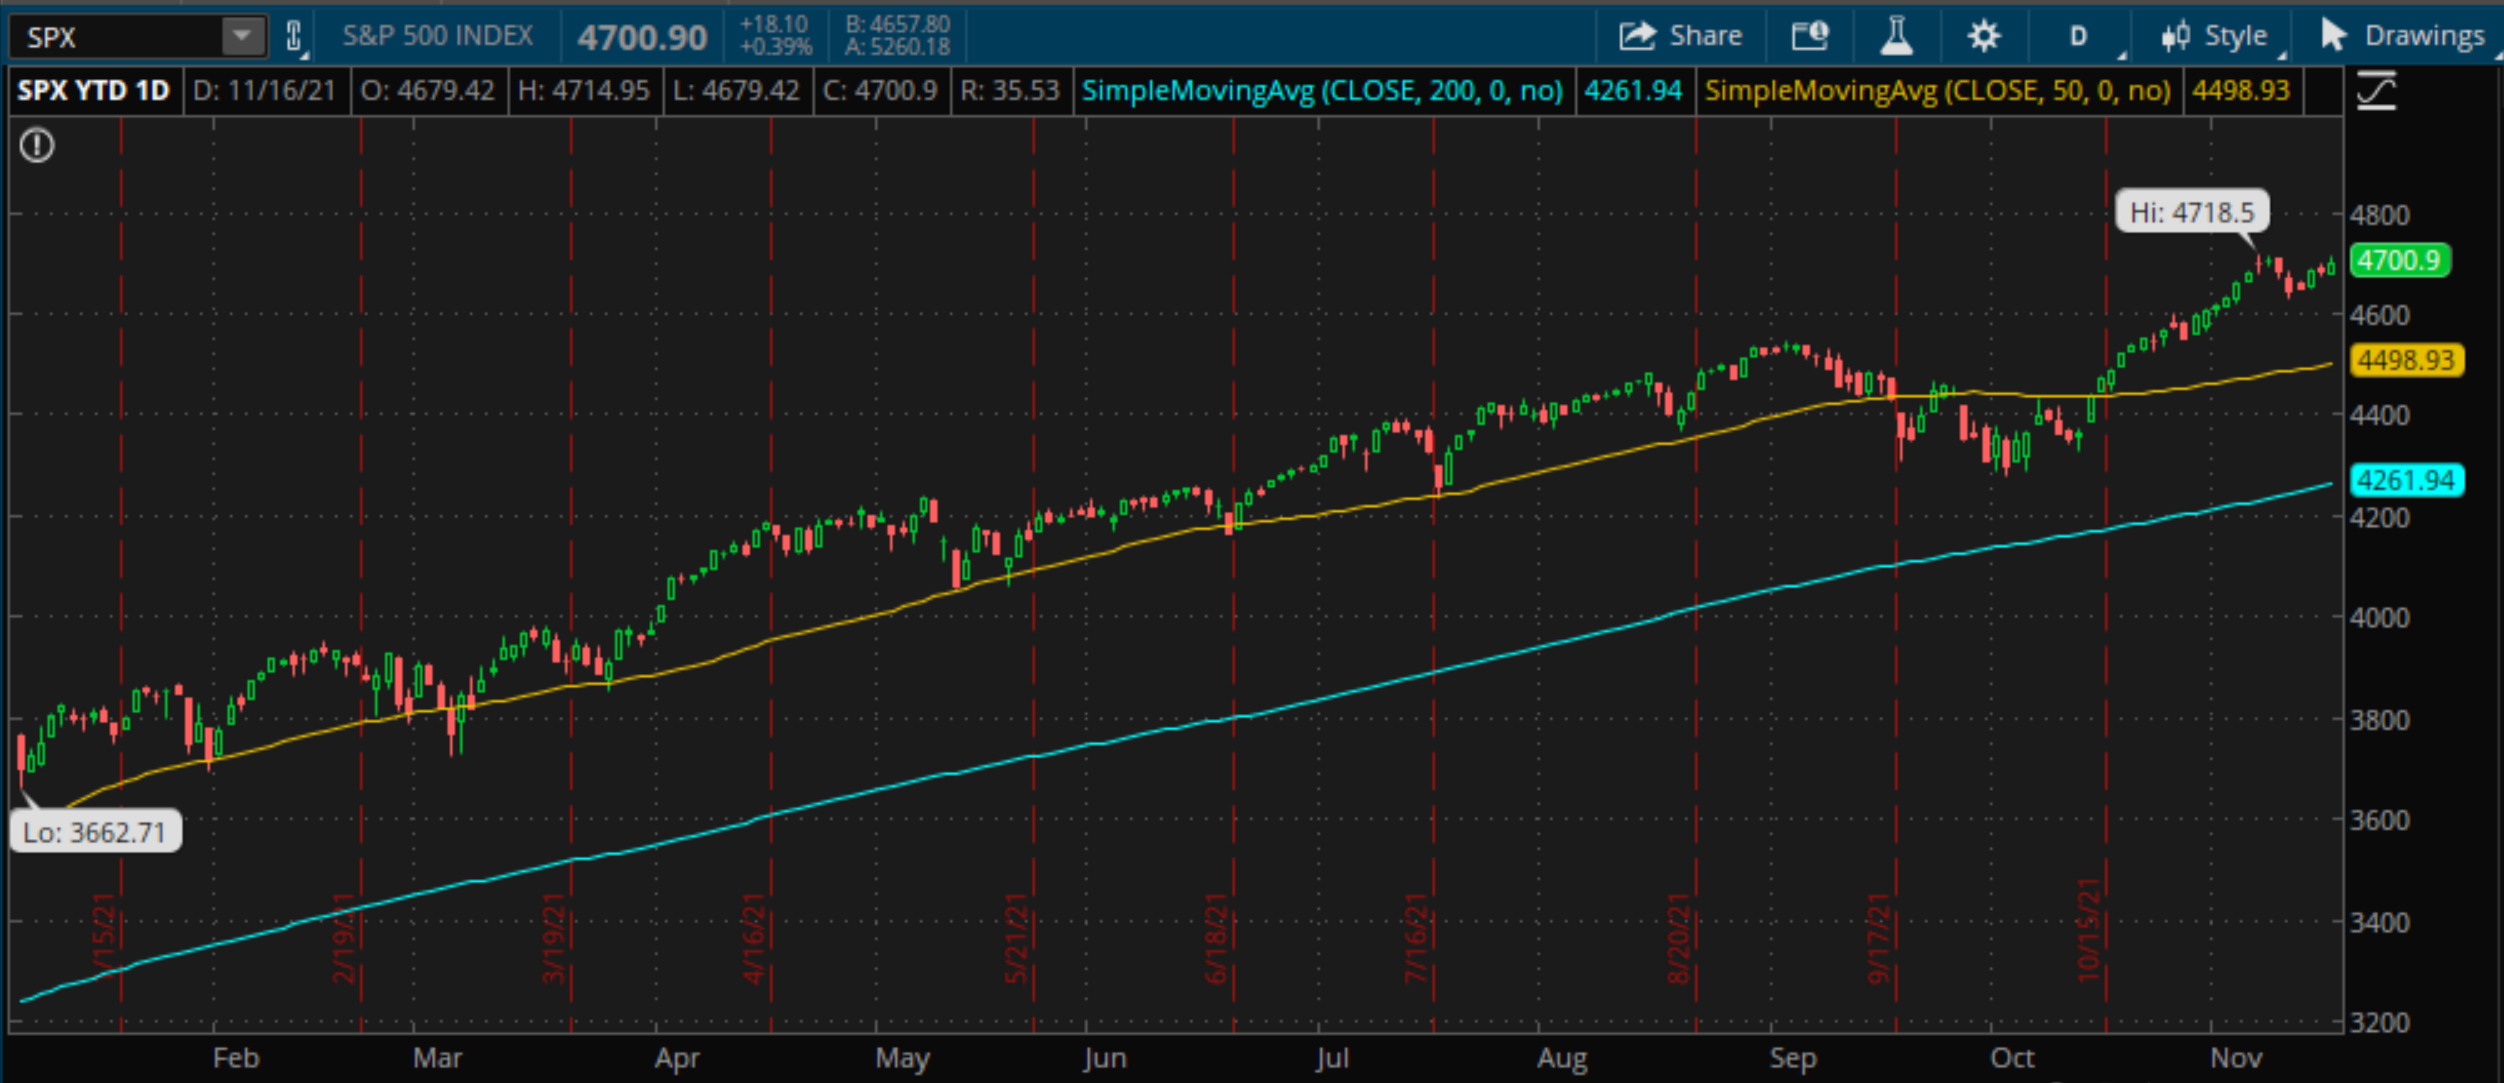 SPX
S&P 500 INDEX
4700.90
+18.10
+0.39%
B: 4657.80
A: 5260.18
Share
D
Style
Drawings
SPX YTD 1D
D: 11/16/21
O: 4679.42
H: 4714.95
L: 4679.42
C: 4700.9
R: 35.53
SimpleMovingAvg (CLOSE, 200, 0, no)
4261.94
SimpleMovingAvg (CLOSE, 50, 0, no)
4498.93
Hi: 4718.5
4800
4700.9
4600
4498.93
4400
4261.94
4200
4000
3800
3600
3400
3200
Lo: 3662.71
/15/21
2/19/21
3/19/21
4/16/21
5/21/21
6/18/21
7/16/21
8/20/21
9/17/21
10/15/21
Feb
Mar
Apr
May
Jun
Jul
Aug
Sep
Oct
Nov